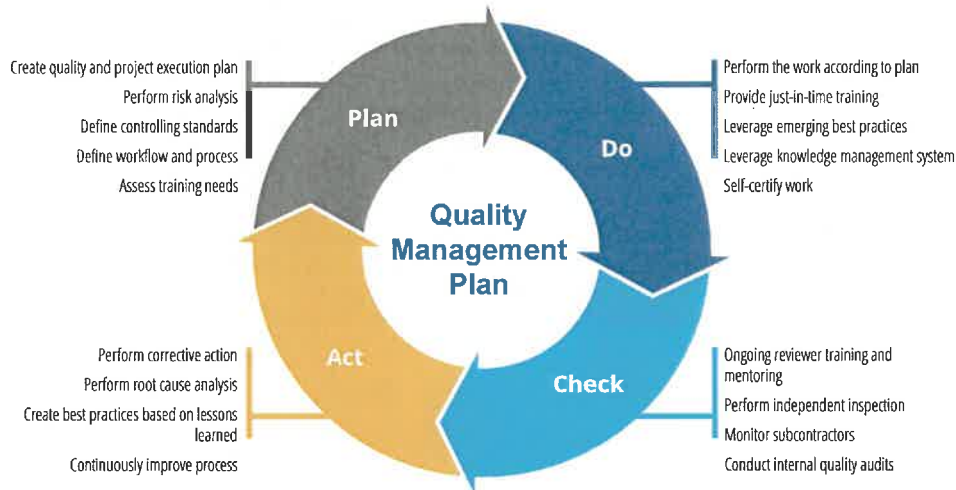 Create quality and project execution plan
Perform risk analysis
Define controlling standards
Define workflow and process
Assess training needs
Plan
Do
Perform the work according to plan
Provide just-in-time training
Leverage emerging best practices
Leverage knowledge management system
Self-certify work
Quality
Management
Plan
Perform corrective action
Perform root cause analysis
Create best practices based on lessons
learned
Continuously improve process
Act
Check
Ongoing reviewer training and
mentoring
Perform independent inspection
Monitor subcontractors
Conduct internal quality audits